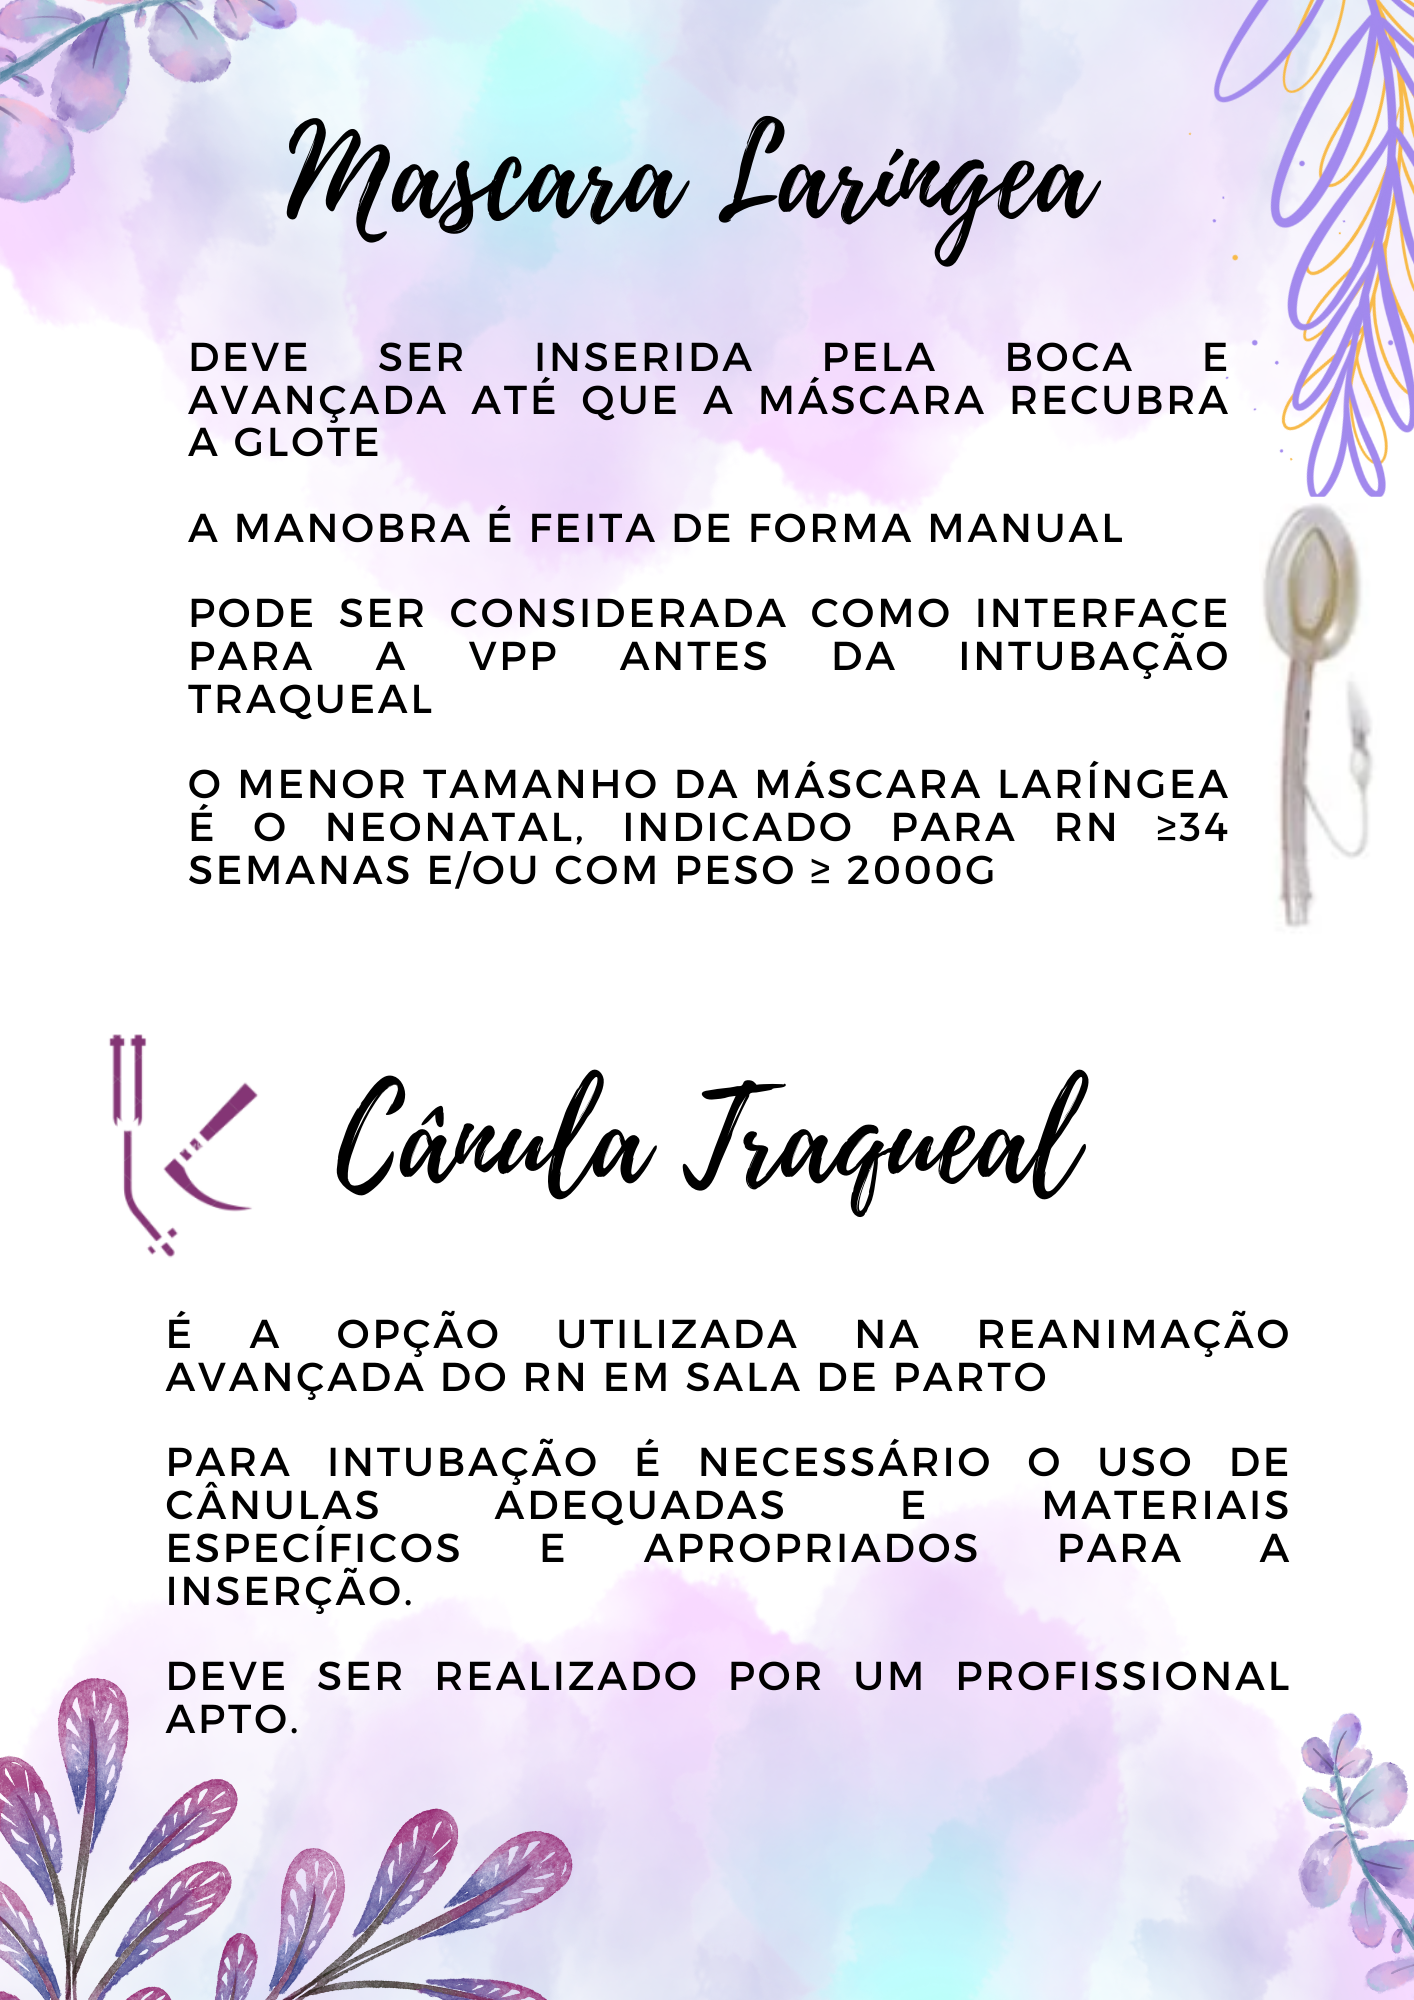 Mascara Laríngea
DEVE SER INSERIDA PELA BOCA E
AVANÇADA ATÉ QUE A MÁSCARA RECUBRA
A GLOTE
A MANOBRA É FEITA DE FORMA MANUAL
PODE SER CONSIDERADA COMO INTERFACE
PARA A VPP ANTES DA INTUBAÇÃO
TRAQUEAL
O MENOR TAMANHO DA MÁSCARA LARÍNGEA
É O NEONATAL, INDICADO PARA RN ≥34
SEMANAS E/OU COM PESO ≥ 2000G
Cânula Traqueal
É A OPÇÃO UTILIZADA NA REANIMAÇÃO
AVANÇADA DO RN EM SALA DE PARTO
PARA INTUBAÇÃO É NECESSÁRIO O USO DE
CÂNULAS ADEQUADAS E MATERIAIS
ESPECÍFICOS E APROPRIADOS PARA A
INSERÇÃO.
DEVE SER REALIZADO POR UM PROFISSIONAL
APTO.